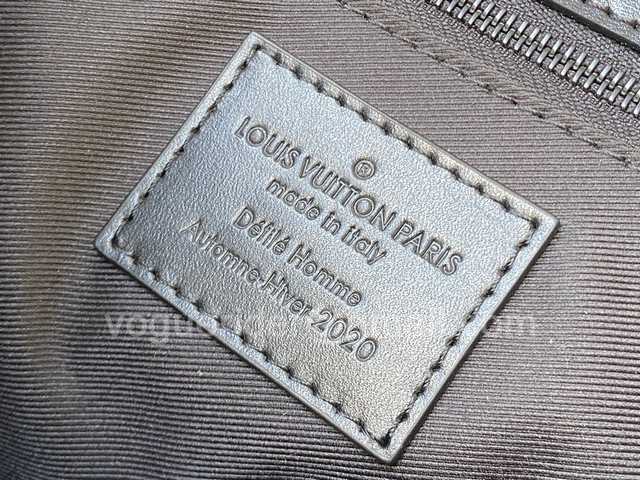 ®
LOUIS VUITTON PARIS
made in Italy
Défilé Homme
Automne-Hiver 2020